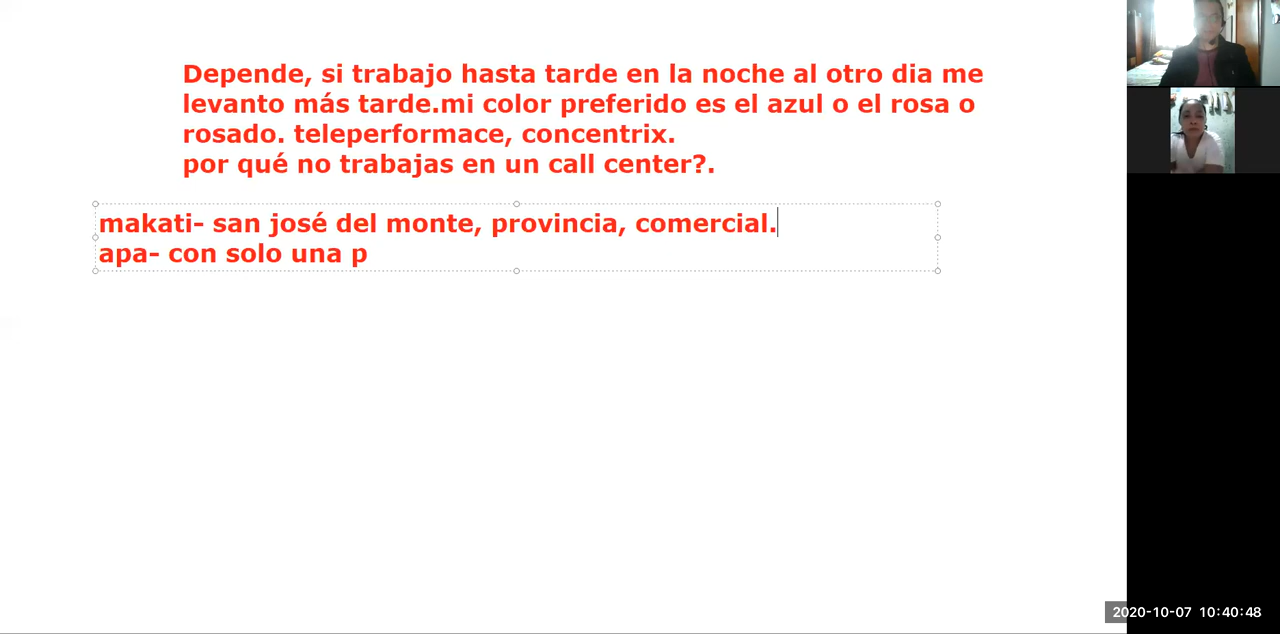 Depende, si trabajo hasta tarde en la noche al otro dia me
levanto más tarde.mi color preferido es el azul o el rosa o
rosado. teleperformace, concentrix.
por qué no trabajas en un call center?.
makati- san josé del monte, provincia, comercial.
apa- con solo una p
2020-10-07 10:40:48